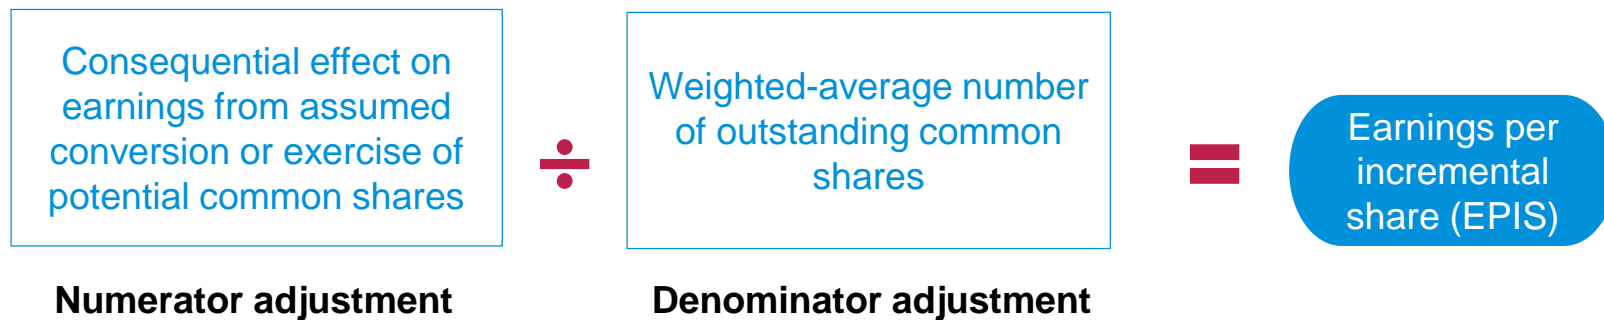 Consequential effect on
earnings from assumed
conversion or exercise of
potential common shares
÷
Weighted-average number
of outstanding common
shares
=
Earnings per
incremental
share (EPIS)
Numerator adjustment
Denominator adjustment